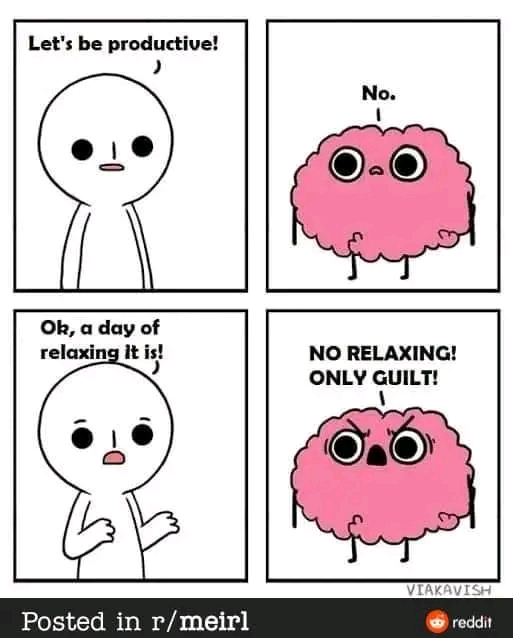 Let's be productive!
No.
Ok, a day of
relaxing it is!
NO RELAXING!
ONLY GUILT!
VIAKAVISH
Posted in r/meirl
reddit